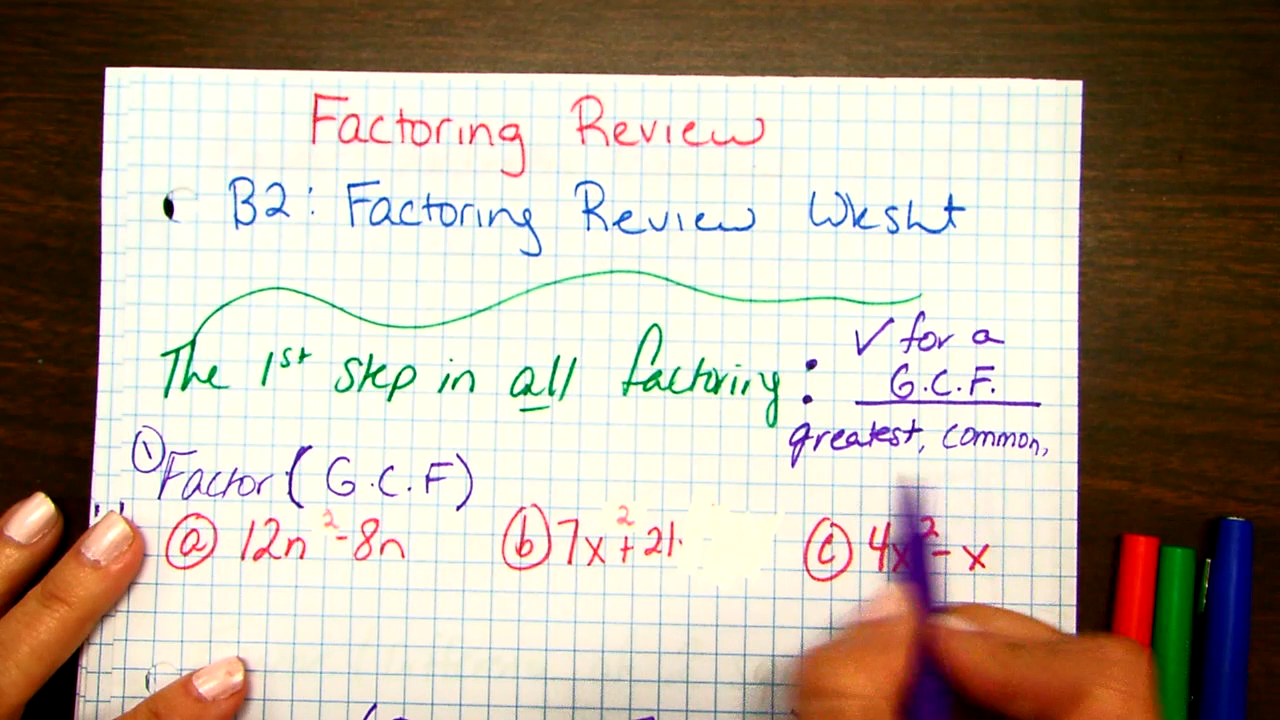 Factoring Review
• B2: Factoring Review Wksht
The 1st step in all factoring: ✓ for a
G.C.F.
greatest, common,
① Factor (G.C.F)
ⓐ 12n² - 8n ⓑ 7x² + 21 ⓒ 4x² - x